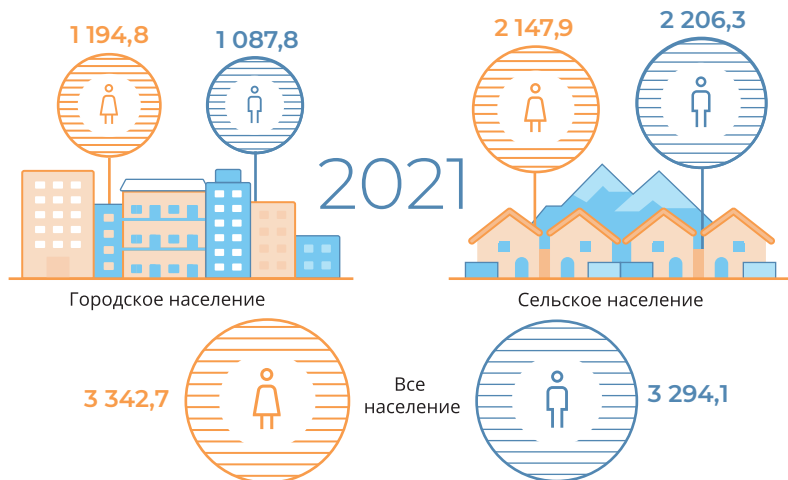 1 194,8
1 087,8
2 147,9
2 206,3
2021
Городское население
Сельское население
3 342,7
Все
население
3 294,1